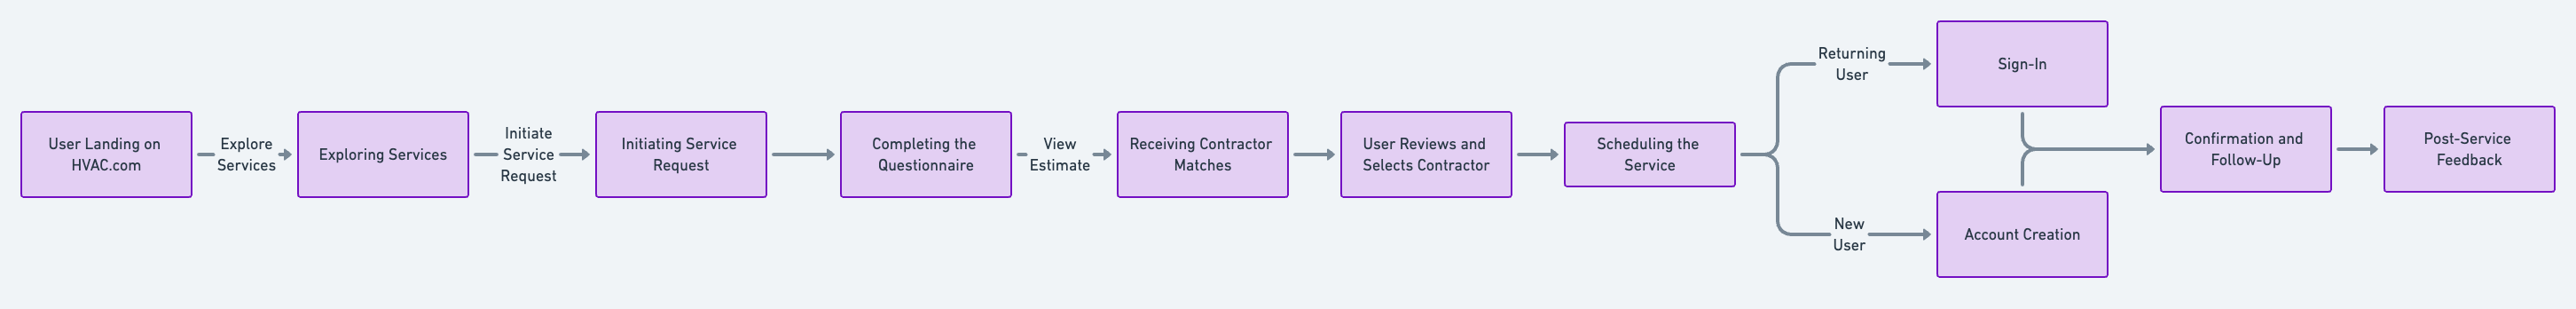 User Landing on
HVAC.com
Explore
Services
Exploring Services
Initiate
Service
Request
Initiating Service
Request
Completing the
Questionnaire
View
Estimate
Receiving Contractor
Matches
User Reviews and
Selects Contractor
Scheduling the
Service
Returning
User
Sign-In
New
User
Account Creation
Confirmation and
Follow-Up
Post-Service
Feedback